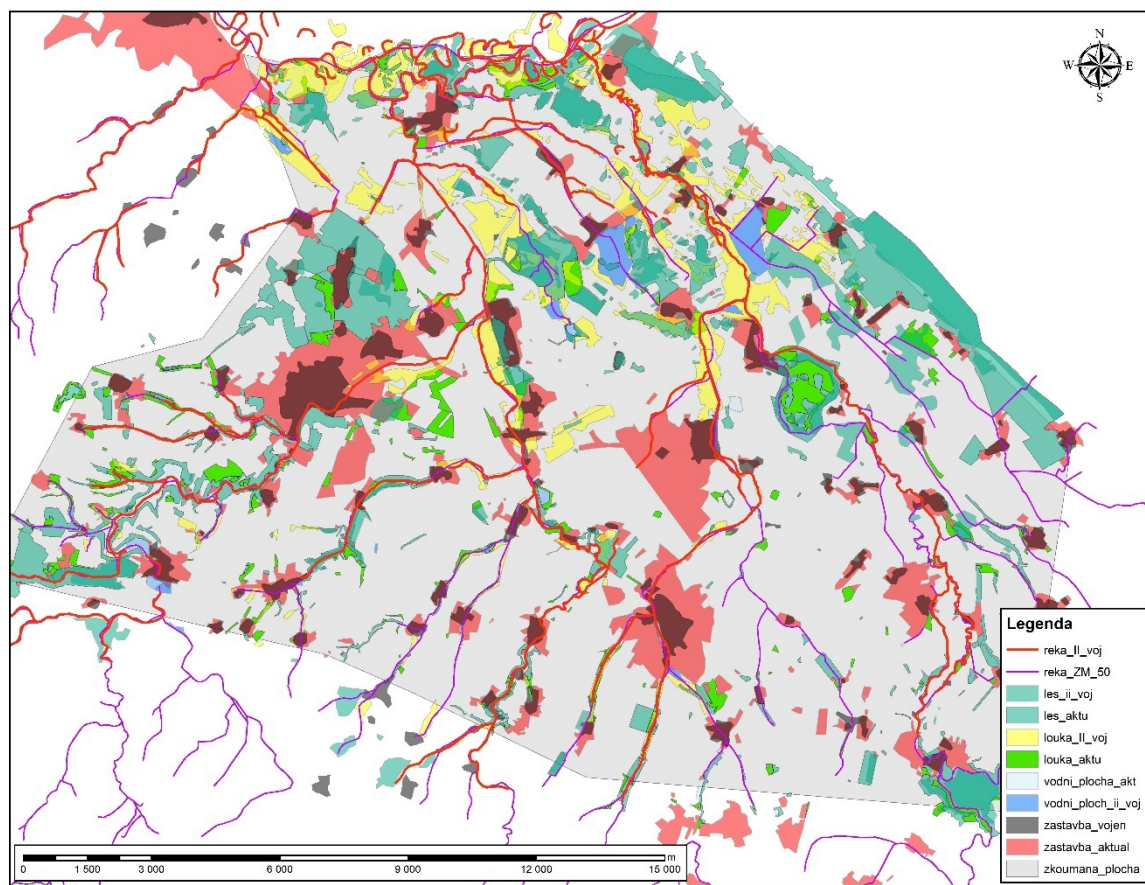 N
W E
S
Legenda
reka_II_voj
reka_ZM_50
les_ii_voj
les_aktu
louka_II_voj
louka_aktu
vodni_plocha_akt
vodni_ploch_ii_voj
zastavba_vojen
zastavba_aktual
zkoumana_plocha
m
0 1 500 3 000 6 000 9 000 12 000 15 000